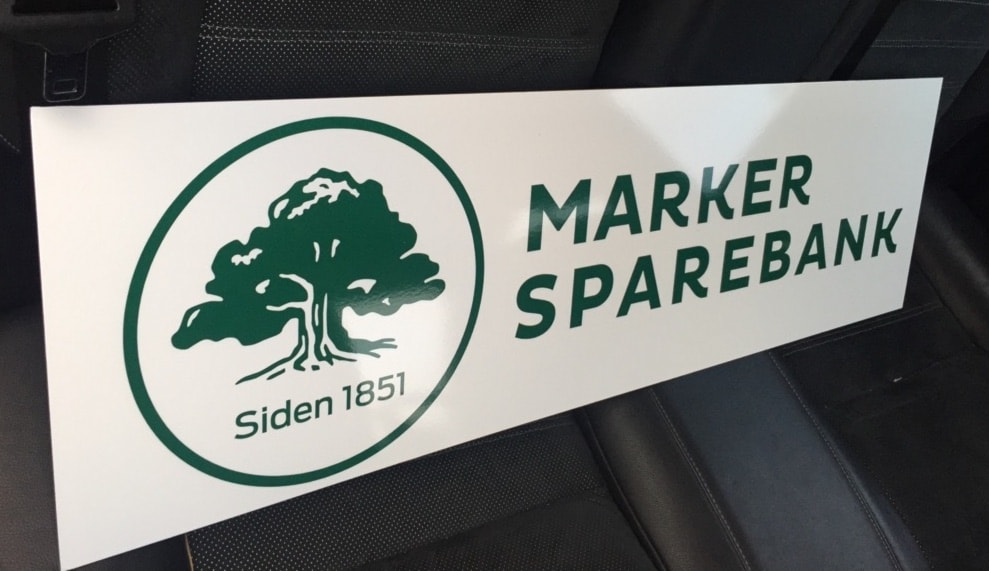 Siden 1851
MARKER
SPAREBANK